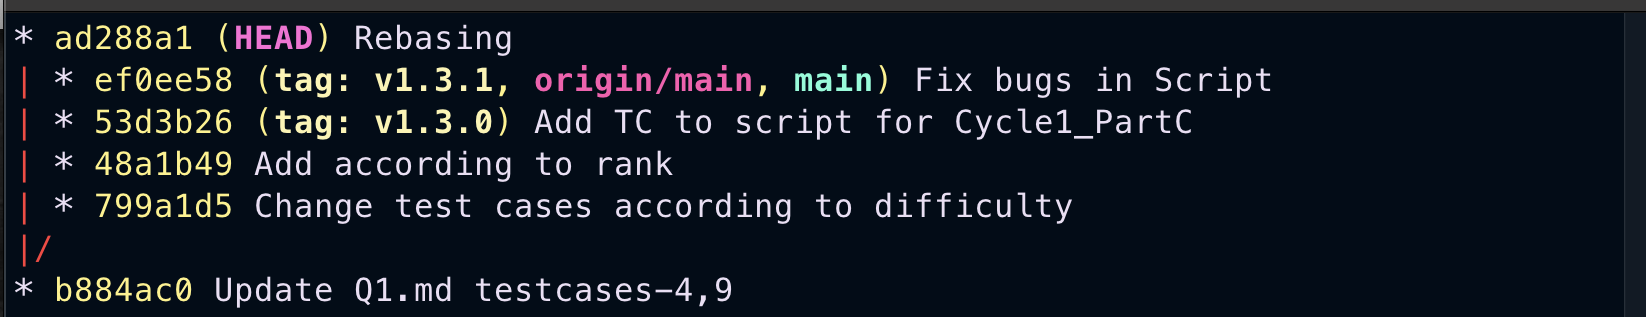 * ad288a1 (HEAD) Rebasing
| * ef0ee58 (tag: v1.3.1, origin/main, main) Fix bugs in Script
| * 53d3b26 (tag: v1.3.0) Add TC to script for Cycle1_PartC
| * 48a1b49 Add according to rank
| * 799a1d5 Change test cases according to difficulty
|/
* b884ac0 Update Q1.md testcases-4,9